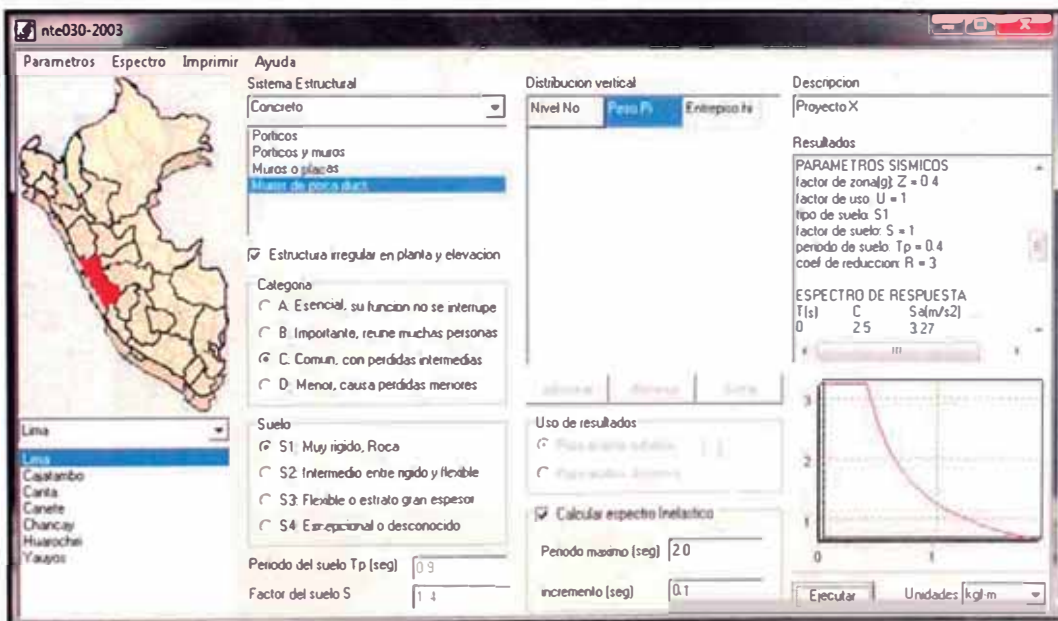 nte030-2003
Parametros Espectro Imprimir Ayuda
Sistema Estructural
Concreto
Porticos
Porticos y muros
Muros o placas
Muros de poca duct.
Estructura irregular en planta y elevacion
Categoria
A: Esencial, su funcion no se interrupe
B: Importante, reune muchas personas
C: Comun, con perdidas intermedias
D: Menor, causa perdidas menores
Lima
Lima
Cajatambo
Canta
Canete
Chancay
Huarochiri
Yauyos
Suelo
S1: Muy rigido, Roca
S2: Intermedio entre rigido y flexible
S3: Flexible o estrato gran espesor
S4: Excepcional o desconocido
Periodo del suelo Tp (seg) 0.9
Factor del suelo S 1.4
Distribucion vertical
Nivel No Peso Pi Entrepiso hi
Uso de resultados
Calcular espectro Inelastico
Periodo maximo (seg) 2.0
incremento (seg) 0.1
Descripcion
Proyecto X
Resultados
PARAMETROS SISMICOS
factor de zona(g): Z = 0.4
factor de uso: U = 1
tipo de suelo: S1
factor de suelo: S = 1
periodo de suelo: Tp = 0.4
coef de reduccion: R = 3
ESPECTRO DE RESPUESTA
T(s) C Sa(m/s2)
0 2.5 3.27
3
2
1
0 1
Ejecutar Unidades kgf-m